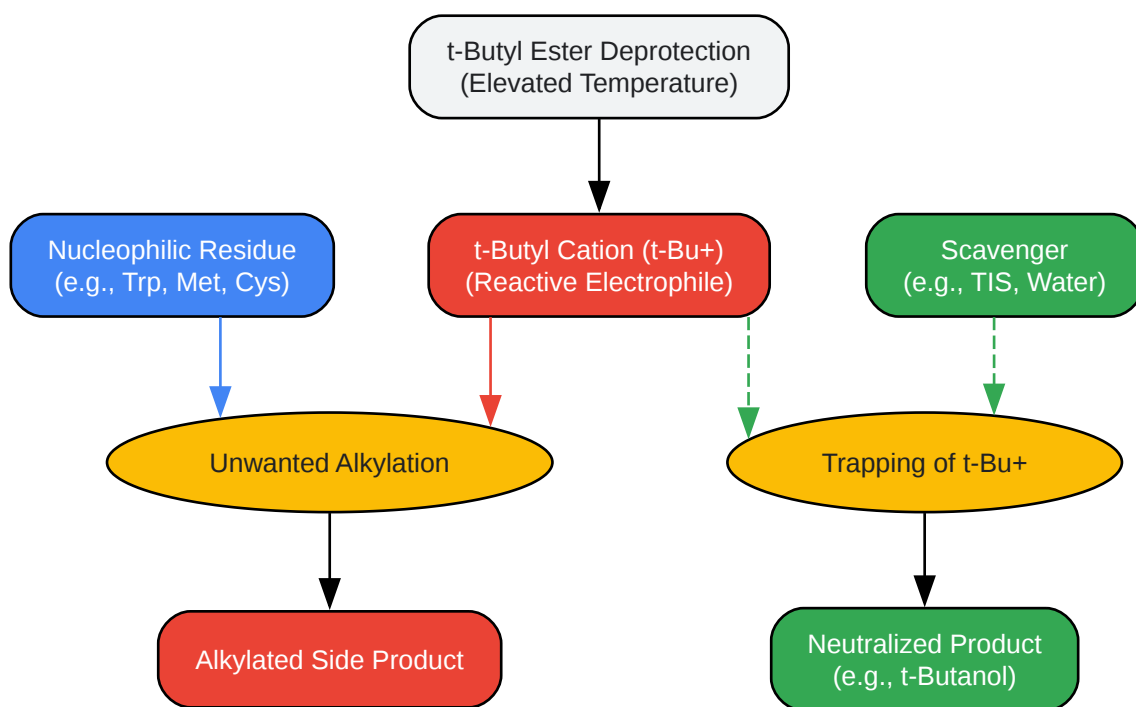 t-Butyl Ester Deprotection
(Elevated Temperature)
Nucleophilic Residue
(e.g., Trp, Met, Cys)
t-Butyl Cation (t-Bu+)
(Reactive Electrophile)
Scavenger
(e.g., TIS, Water)
Unwanted Alkylation
Trapping of t-Bu+
Alkylated Side Product
Neutralized Product
(e.g., t-Butanol)